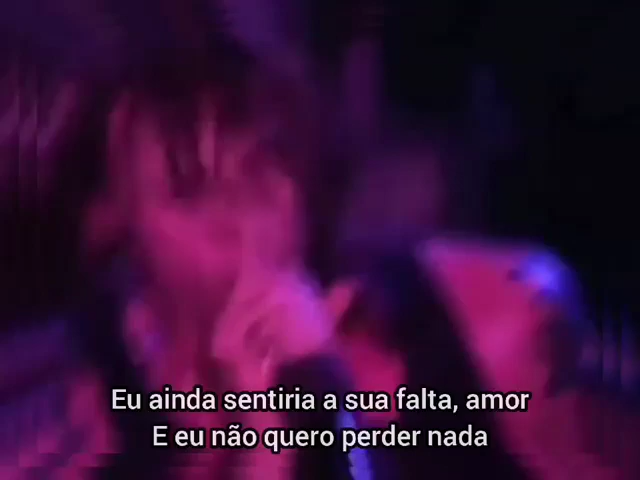 Eu ainda sentiria a sua falta, amor
E eu não quero perder nada